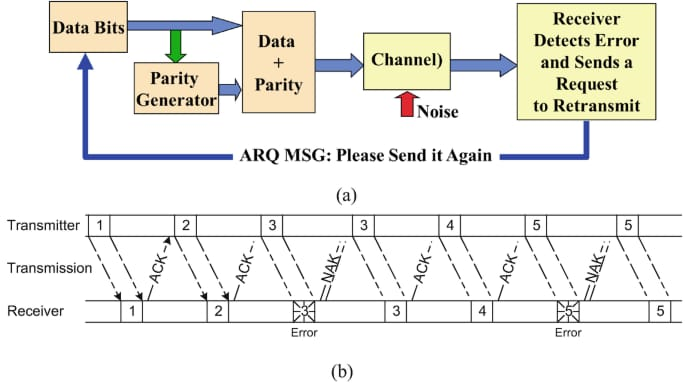 Data Bits
Parity
Generator
Data
+
Parity
Channel)
Noise
Receiver
Detects Error
and Sends a
Request
to Retransmit
ARQ MSG: Please Send it Again
(a)
Transmitter 1 2 3 3 4 5 5
Transmission ACK ACK NAK ACK ACK NAK
Receiver 1 2 3 3 4 5 5
Error Error
(b)